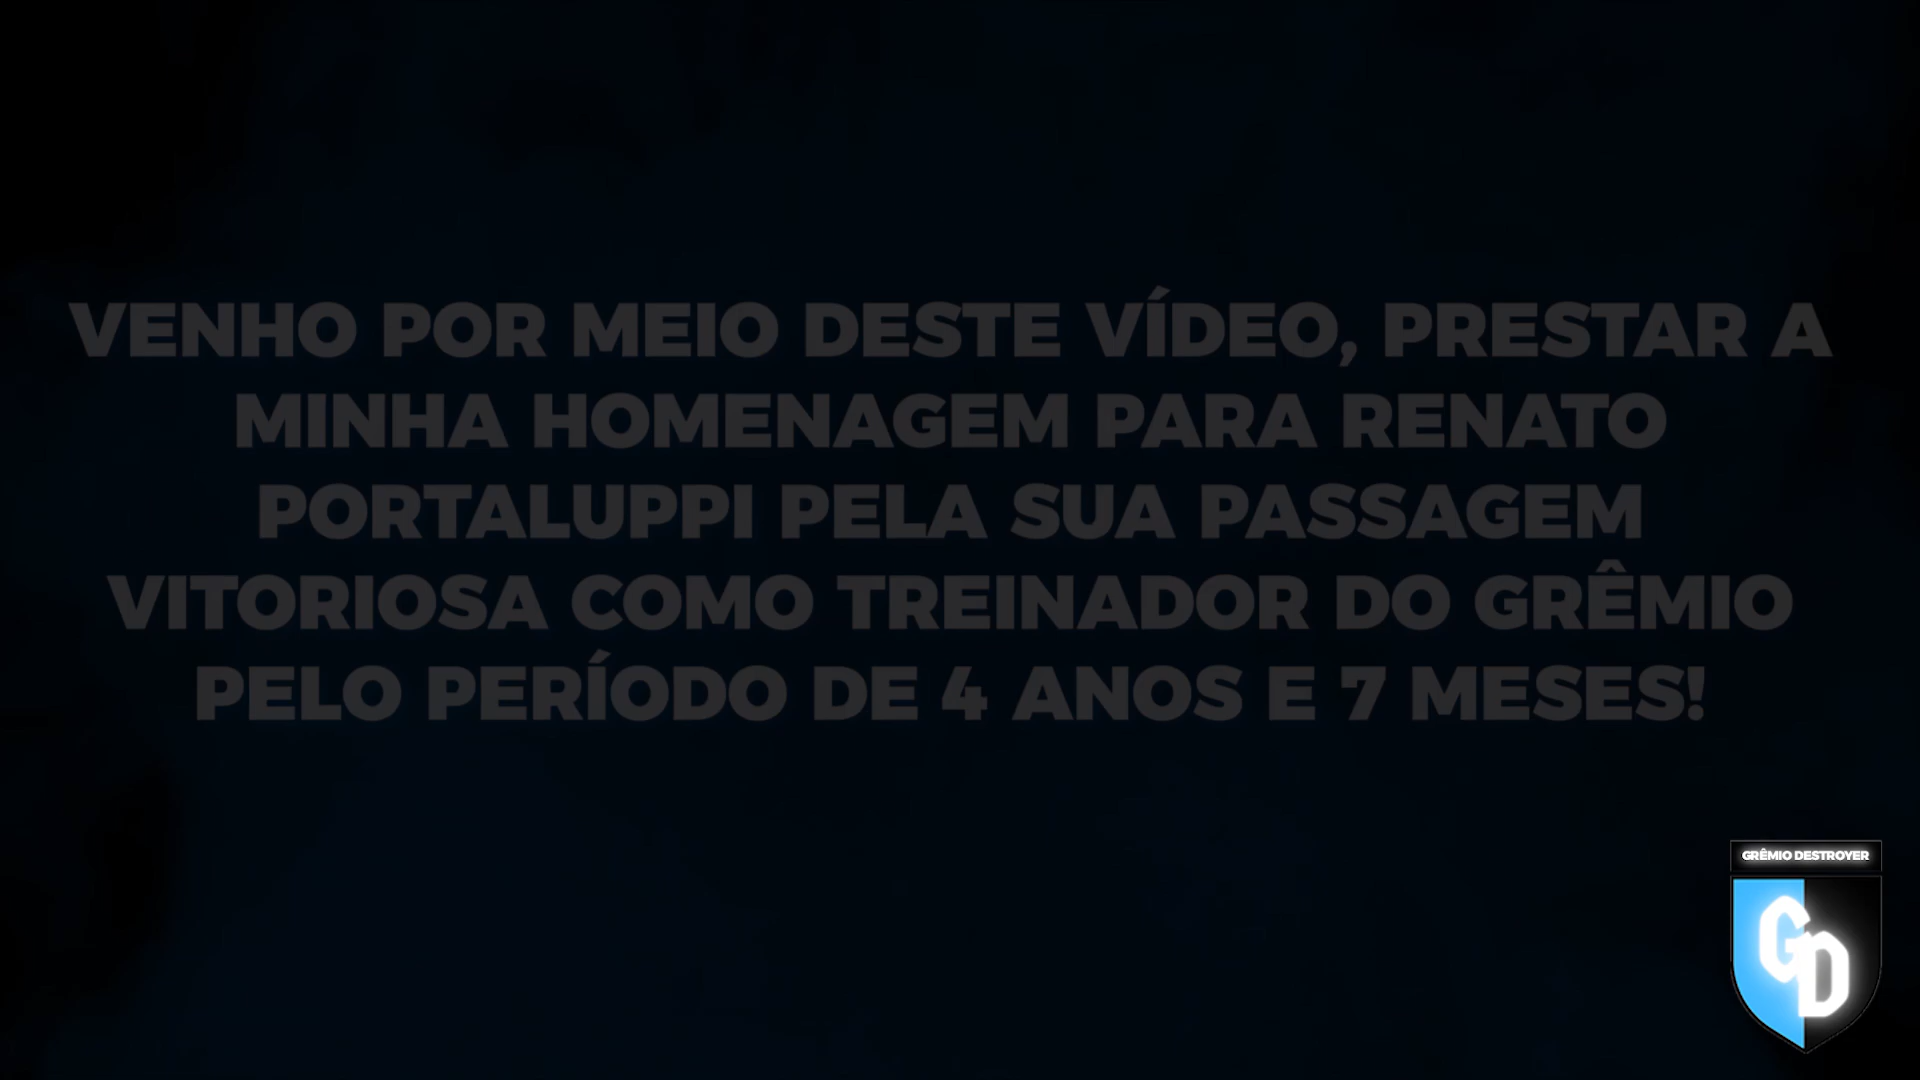 VENHO POR MEIO DESTE VÍDEO, PRESTAR A
MINHA HOMENAGEM PARA RENATO
PORTALUPPI PELA SUA PASSAGEM
VITORIOSA COMO TREINADOR DO GRÊMIO
PELO PERÍODO DE 4 ANOS E 7 MESES!
GRÊMIO DESTROYER
GD